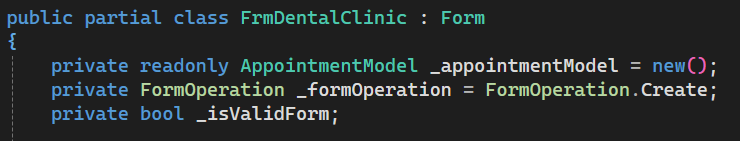 public partial class FrmDentalClinic : Form
{
    private readonly AppointmentModel _appointmentModel = new();
    private FormOperation _formOperation = FormOperation.Create;
    private bool _isValidForm;